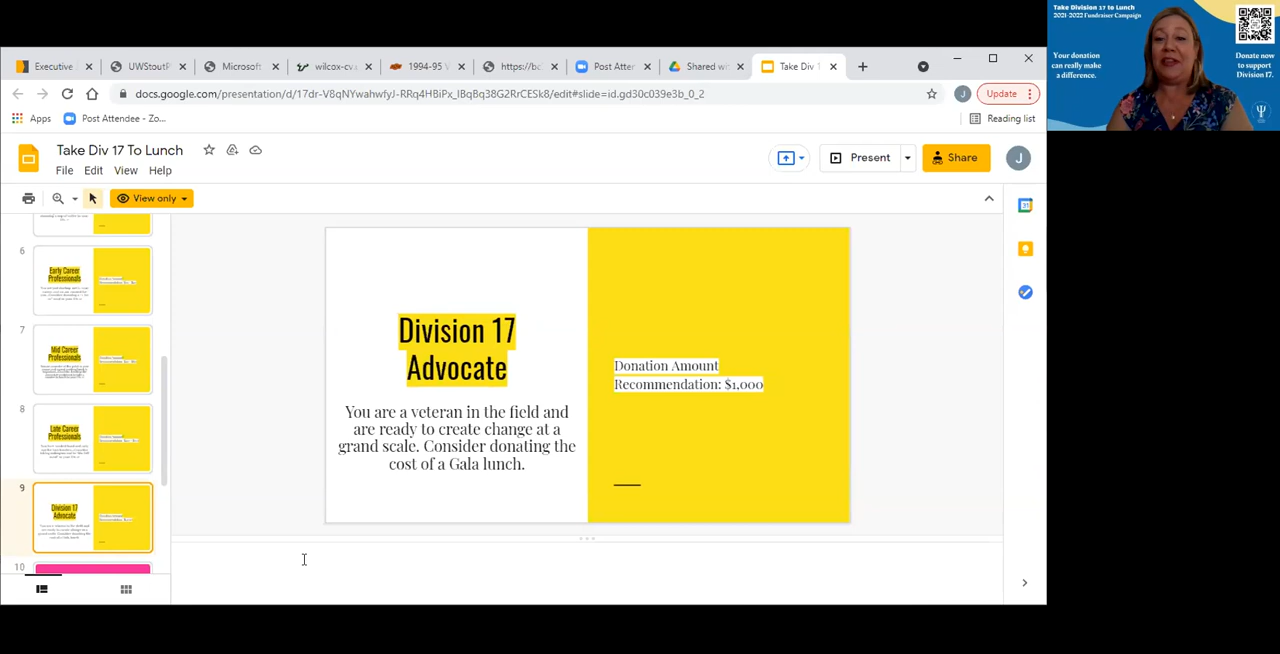 Executive
UWStoutF
Microsoft
wilcox-cv.
1994-95 V
https://bc.
Post Atter
Shared wi
Take Div 1
docs.google.com/presentation/d/17dr-V8qNYwahwfyJ-RRq4HBiPx_IBqBq38G2RrCESk8/edit#slide=id.gd30c039e3b_0_2
J
Update
Apps
Post Attendee - Zo...
Reading list
Take Div 17 To Lunch
File Edit View Help
Present
Share
J
View only
31
6
Early Career
Professionals
7
Mid Career
Professionals
8
Late Career
Professionals
9
Division 17
Advocate
10
Division 17
Advocate
You are a veteran in the field and
are ready to create change at a
grand scale. Consider donating the
cost of a Gala lunch.
Donation Amount
Recommendation: $1,000
Take Division 17 to Lunch
2021-2022 Fundraiser Campaign
Your donation
can really make
a difference.
Donate now
to support
Division 17.